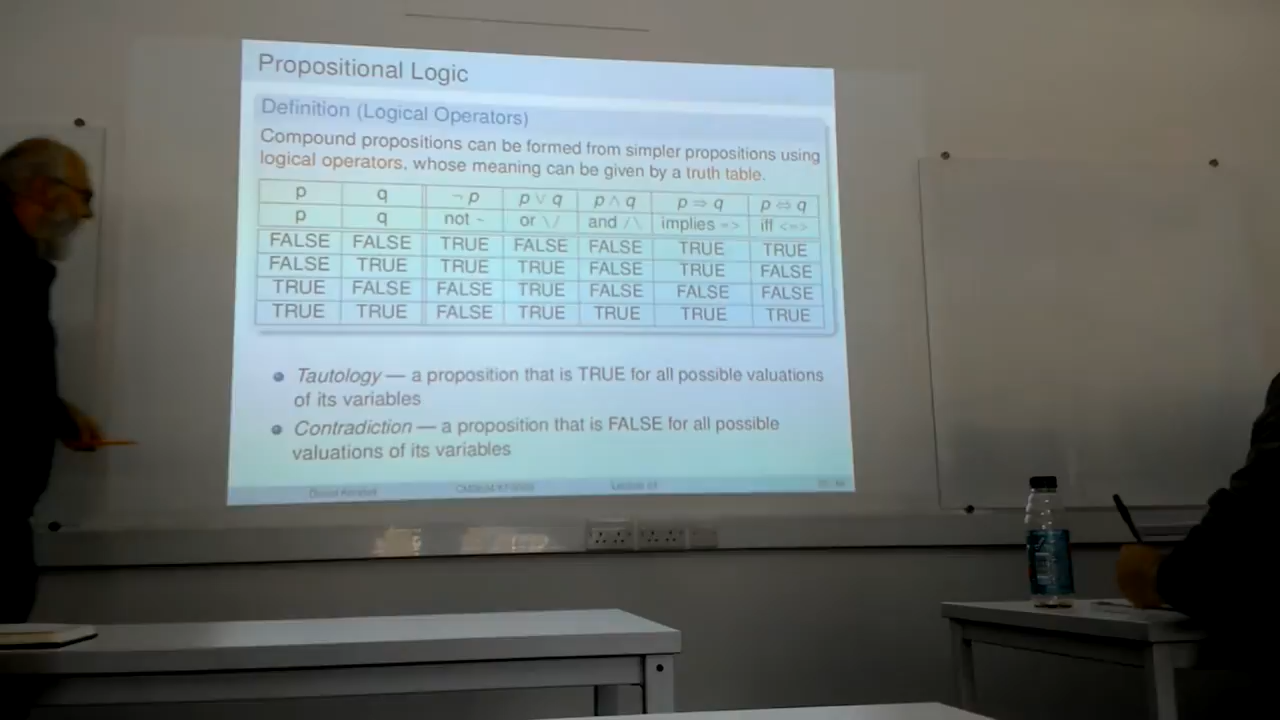 Propositional Logic
Definition (Logical Operators)
Compound propositions can be formed from simpler propositions using
logical operators, whose meaning can be given by a truth table.
p q ¬ p p ∨ q p ∧ q p ⇒ q p ⇔ q
p q not ~ or \/ and /\ implies => iff <=>
FALSE FALSE TRUE FALSE FALSE TRUE TRUE
FALSE TRUE TRUE TRUE FALSE TRUE FALSE
TRUE FALSE FALSE TRUE FALSE FALSE FALSE
TRUE TRUE FALSE TRUE TRUE TRUE TRUE
Tautology — a proposition that is TRUE for all possible valuations
of its variables
Contradiction — a proposition that is FALSE for all possible
valuations of its variables
Lecture